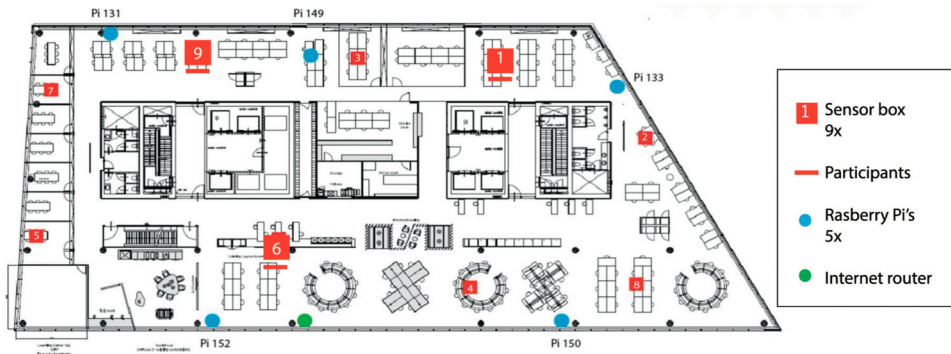 Pi 131
Pi 149
9
3
1
Pi 133
7
2
5
6
4
8
Pi 152
Pi 150
1 Sensor box
9x
Participants
Rasberry Pi's
5x
Internet router